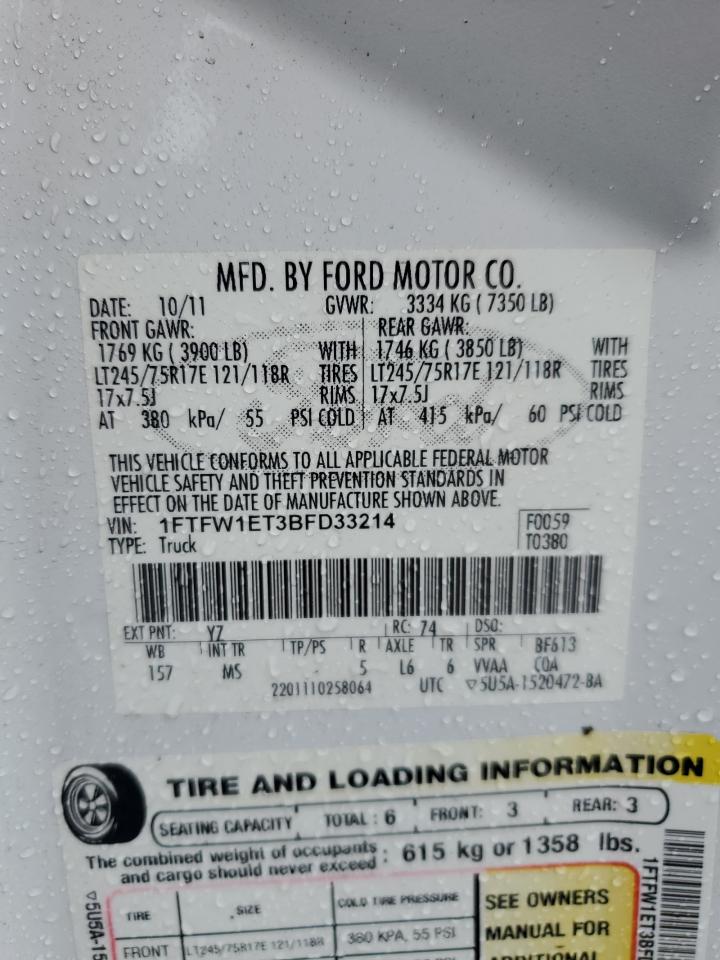 MFD. BY FORD MOTOR CO.
DATE: 10/11 GVWR: 3334 KG ( 7350 LB)
FRONT GAWR: REAR GAWR:
1769 KG ( 3900 LB) WITH 1746 KG ( 3850 LB) WITH
LT245/75R17E 121/118R TIRES LT245/75R17E 121/118R TIRES
17x7.5J RIMS 17x7.5J RIMS
AT 380 kPa/ 55 PSI COLD AT 415 kPa/ 60 PSI COLD
THIS VEHICLE CONFORMS TO ALL APPLICABLE FEDERAL MOTOR
VEHICLE SAFETY AND THEFT PREVENTION STANDARDS IN
EFFECT ON THE DATE OF MANUFACTURE SHOWN ABOVE.
VIN: 1FTFW1ET3BFD33214 F0059
TYPE: Truck T0380
EXT PNT: YZ RC: 74 DSO:
WB INT TR TP/PS R AXLE TR SPR BF613
157 MS 5 L6 6 VVAA COA
2201110258064 UTC ▽5U5A-1520472-BA
TIRE AND LOADING INFORMATION
SEATING CAPACITY TOTAL : 6 FRONT: 3 REAR: 3
The combined weight of occupants
and cargo should never exceed : 615 kg or 1358 lbs.
TIRE SIZE COLD TIRE PRESSURE
FRONT LT245/75R17E 121/118R 380 KPA, 55 PSI
SEE OWNERS
MANUAL FOR
ADDITIONAL
▽5U5A-15
1FTFW1ET3BF